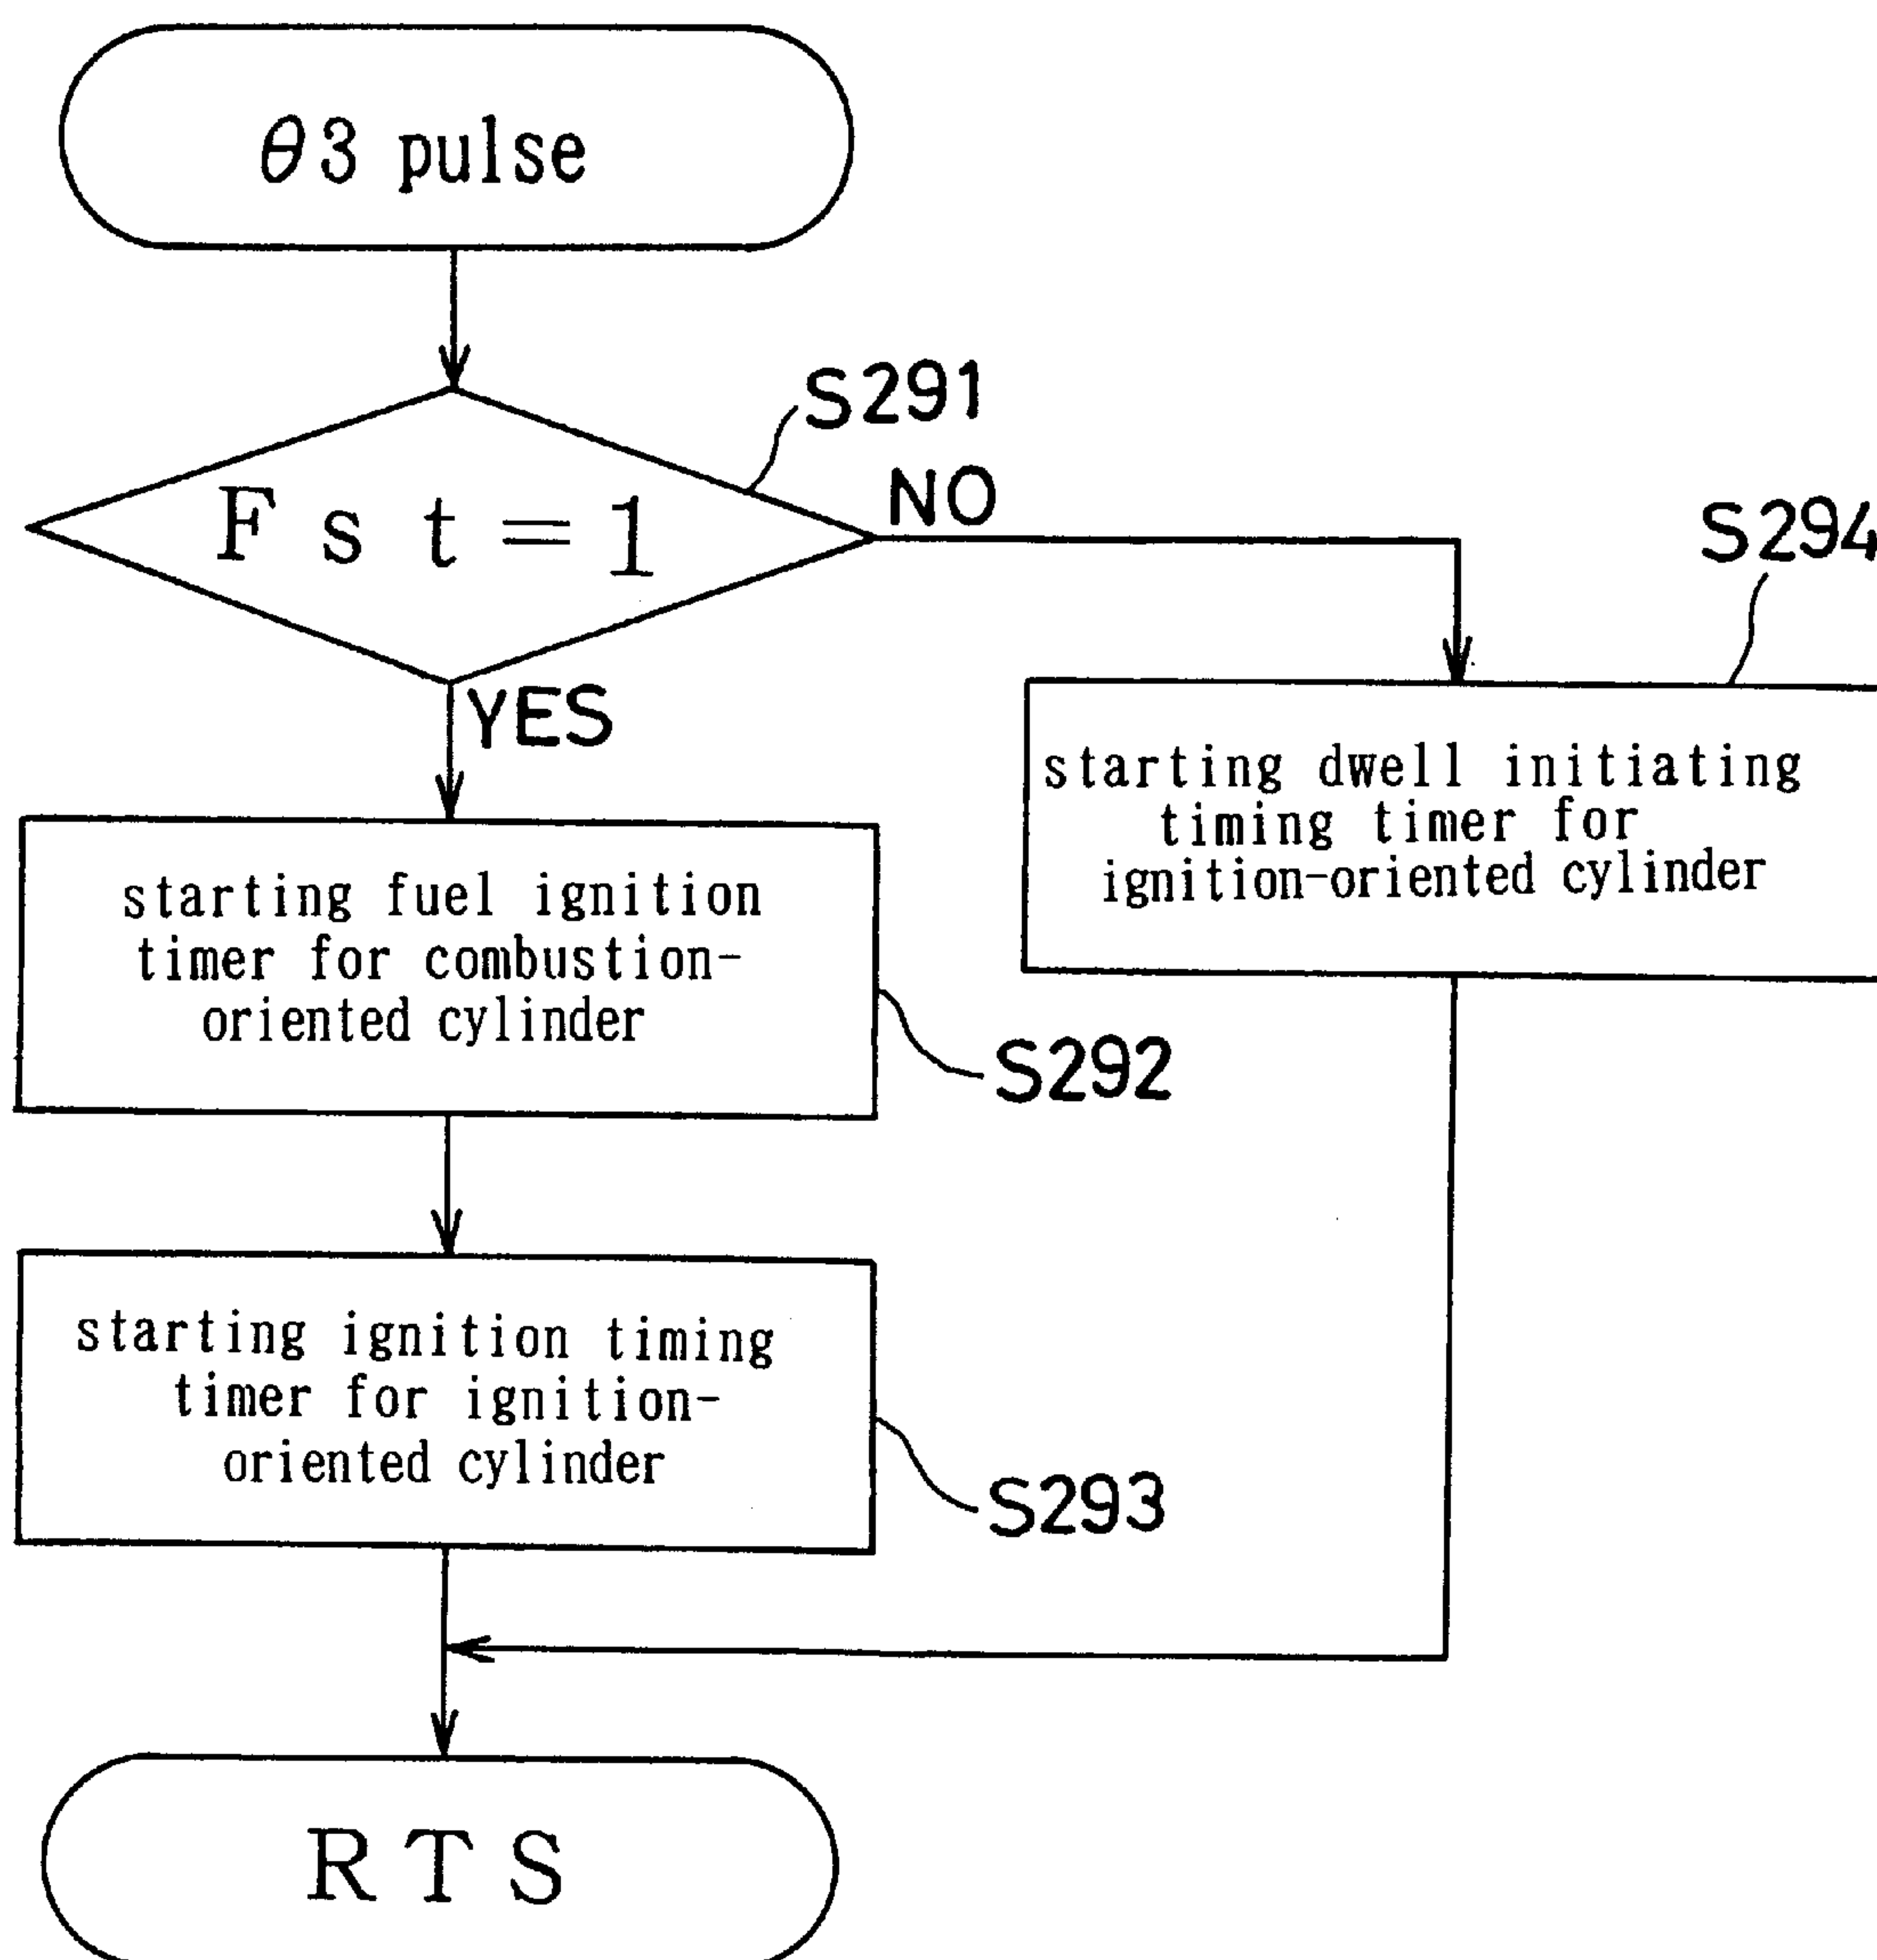 θ3 pulse
S291
Fst=1
NO
S294
YES
starting dwell initiating
timing timer for
ignition-oriented cylinder
starting fuel ignition
timer for combustion-
oriented cylinder
S292
starting ignition timing
timer for ignition-
oriented cylinder
S293
RTS